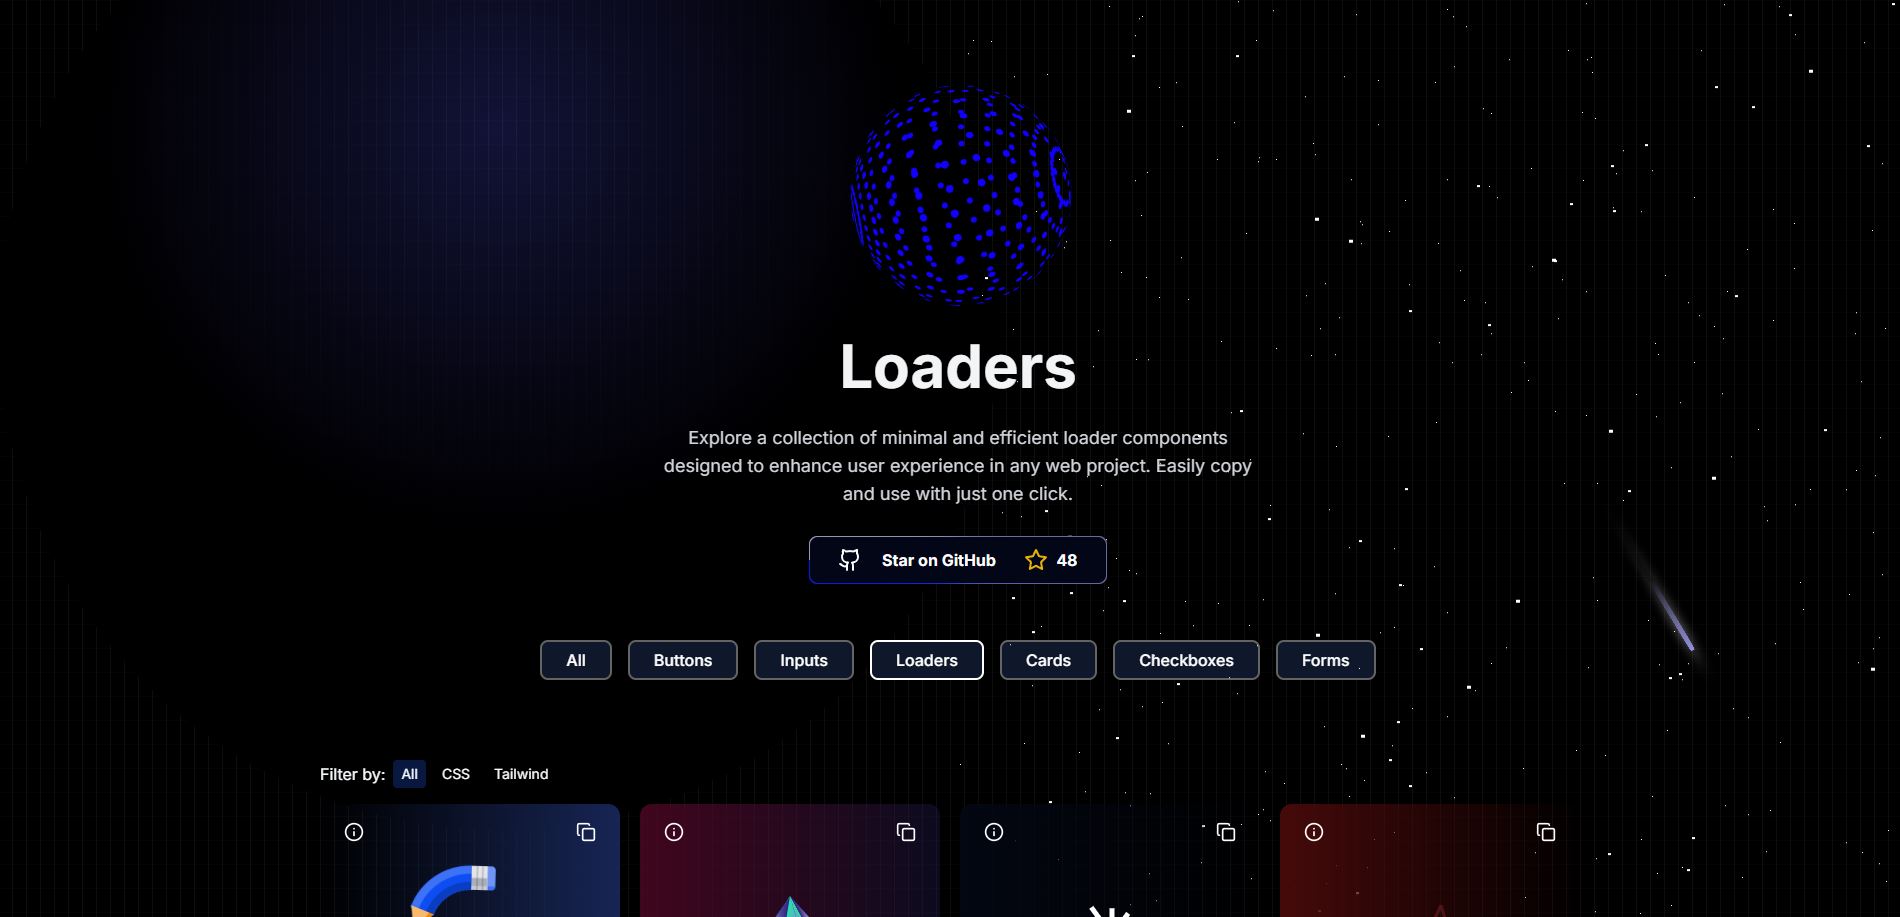 Loaders
Explore a collection of minimal and efficient loader components
designed to enhance user experience in any web project. Easily copy
and use with just one click.
Star on GitHub 48
All Buttons Inputs Loaders Cards Checkboxes Forms
Filter by: All CSS Tailwind